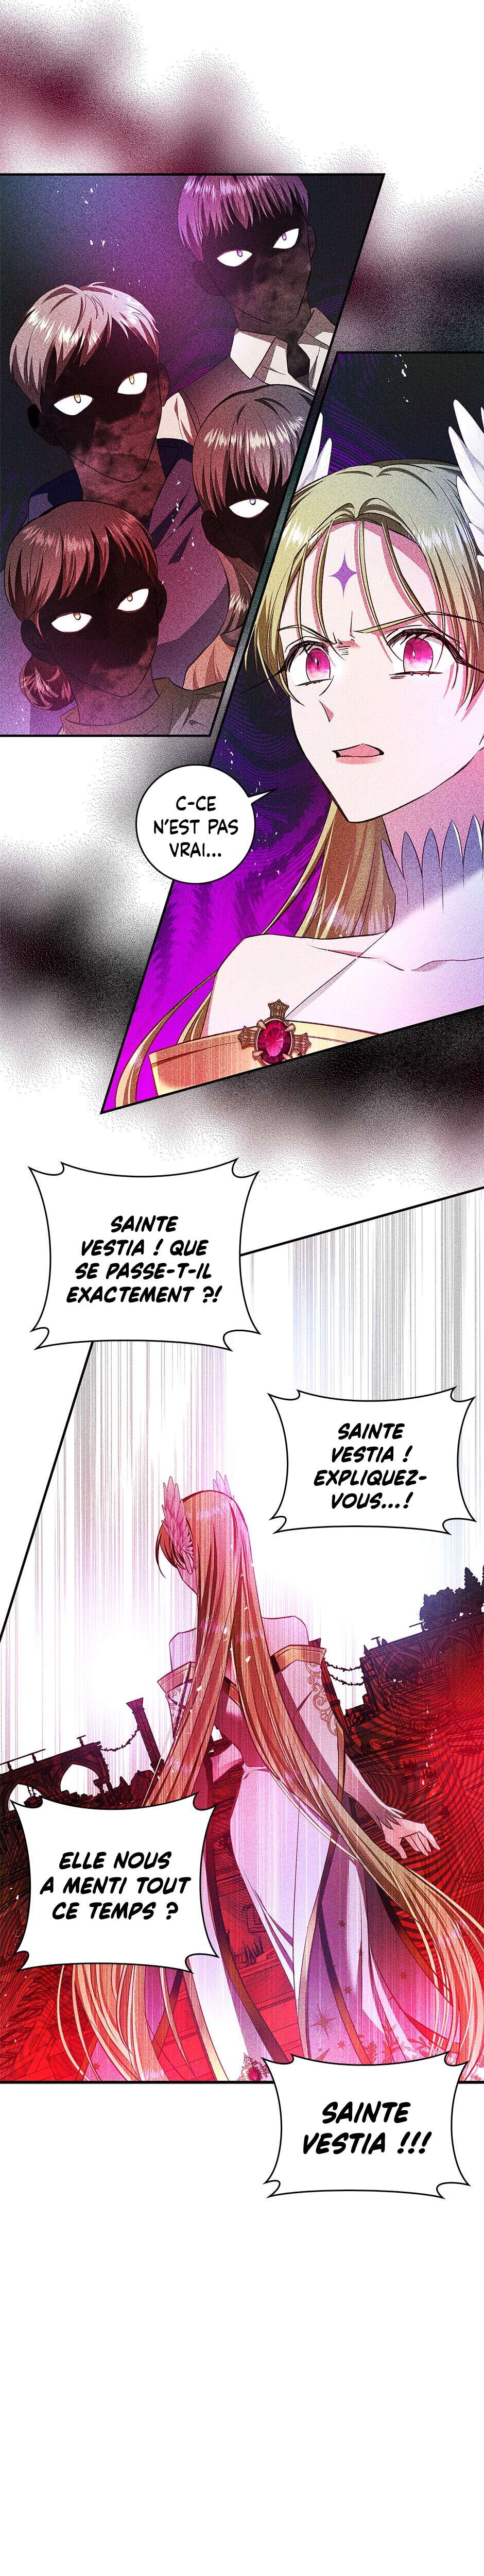 C-CE
N'EST PAS
VRAI...
SAINTE
VESTIA ! QUE
SE PASSE-T-IL
EXACTEMENT ?!
SAINTE
VESTIA !
EXPLIQUEZ-
VOUS...!
ELLE NOUS
A MENTI TOUT
CE TEMPS ?
SAINTE
VESTIA !!!